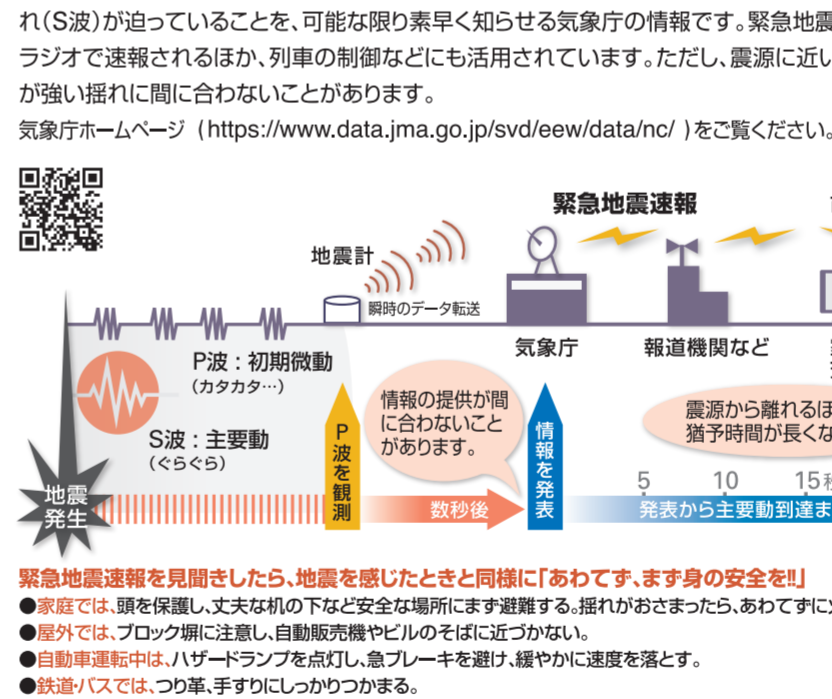 れ(S波)が迫っていることを、可能な限り素早く知らせる気象庁の情報です。緊急地震
ラジオで速報されるほか、列車の制御などにも活用されています。ただし、震源に近い
が強い揺れに間に合わないことがあります。
気象庁ホームページ (https://www.data.jma.go.jp/svd/eew/data/nc/ )をご覧ください。
緊急地震速報
地震計
瞬時のデータ転送
気象庁
報道機関など
P波：初期微動
(カタカタ…)
S波：主要動
(ぐらぐら)
地震
発生
P波を観測
情報の提供が間
に合わないこと
があります。
数秒後
情報を発表
震源から離れるほ
猶予時間が長くな
5 10 15秒
発表から主要動到達ま
緊急地震速報を見聞きしたら、地震を感じたときと同様に「あわてず、まず身の安全を!!」
●家庭では、頭を保護し、丈夫な机の下など安全な場所にまず避難する。揺れがおさまったら、あわてずに
●屋外では、ブロック塀に注意し、自動販売機やビルのそばに近づかない。
●自動車運転中は、ハザードランプを点灯し、急ブレーキを避け、緩やかに速度を落とす。
●鉄道・バスでは、つり革、手すりにしっかりつかまる。